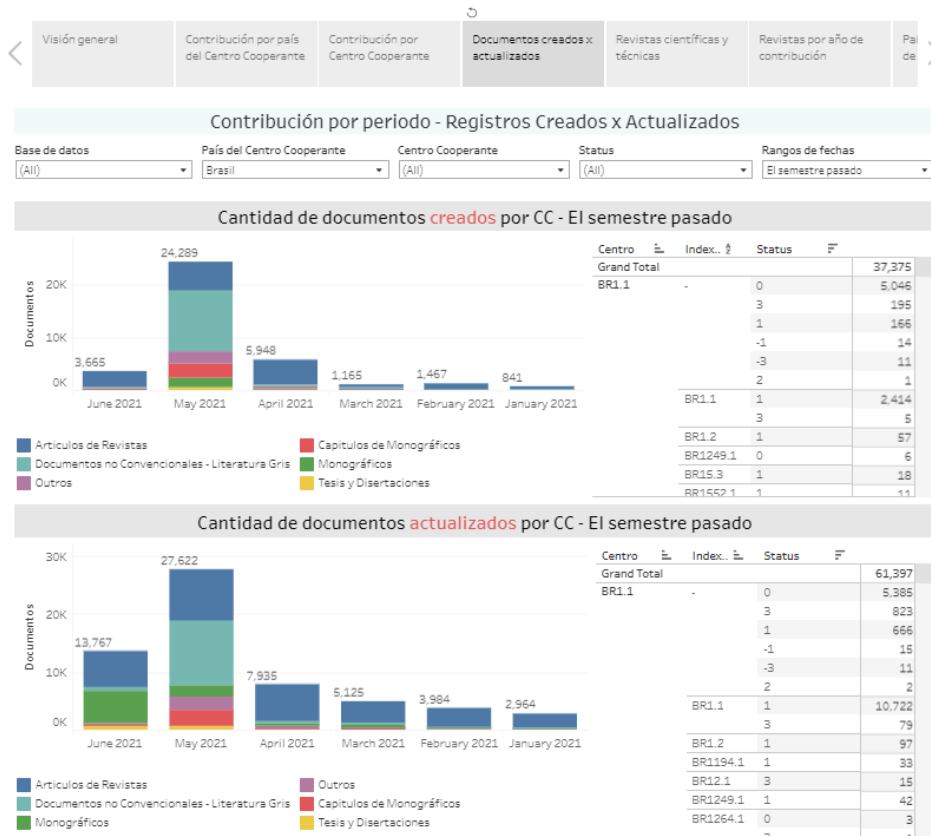 Visión general
Contribución por país
del Centro Cooperante
Contribución por
Centro Cooperante
Documentos creados x
actualizados
Revistas científicas y
técnicas
Revistas por año de
contribución
Paí
de
Contribución por periodo - Registros Creados x Actualizados
Base de datos
País del Centro Cooperante
Centro Cooperante
Status
Rangos de fechas
(All)
Brasil
(All)
(All)
El semestre pasado
Cantidad de documentos creados por CC - El semestre pasado
Documentos
20K
10K
0K
3,665
24,289
5,948
1,165
1,467
841
June 2021
May 2021
April 2021
March 2021
February 2021
January 2021
Articulos de Revistas
Capitulos de Monográficos
Documentos no Convencionales - Literatura Gris
Monográficos
Outros
Tesis y Disertaciones
Centro Index.. Status
Grand Total 37,375
BR1.1 - 0 5,046
3 195
1 166
-1 14
-3 11
2 1
BR1.1 1 2,414
3 5
BR1.2 1 57
BR1249.1 0 6
BR15.3 1 18
BR1552.1 1 11
Cantidad de documentos actualizados por CC - El semestre pasado
Documentos
30K
20K
10K
0K
13,767
27,622
7,935
5,125
3,984
2,964
June 2021
May 2021
April 2021
March 2021
February 2021
January 2021
Articulos de Revistas
Outros
Documentos no Convencionales - Literatura Gris
Capitulos de Monográficos
Monográficos
Tesis y Disertaciones
Centro Index.. Status
Grand Total 61,397
BR1.1 - 0 5,385
3 823
1 666
-1 15
-3 11
2 2
BR1.1 1 10,722
3 79
BR1.2 1 97
BR1194.1 1 33
BR12.1 3 15
BR1249.1 1 42
BR1264.1 0 3